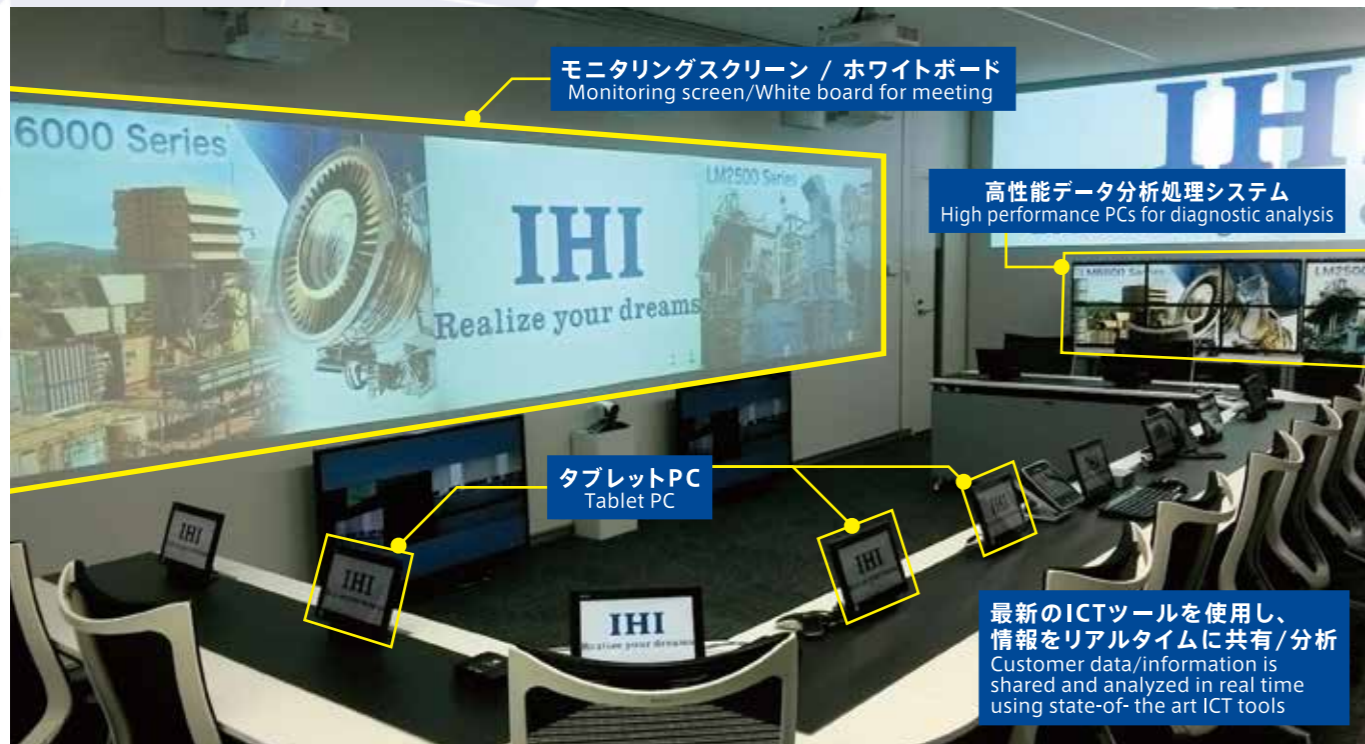 モニタリングスクリーン / ホワイトボード
Monitoring screen/White board for meeting
6000 Series
IHI
Realize your dreams
LM2500 Series
IHI
高性能データ分析処理システム
High performance PCs for diagnostic analysis
LM6000 Series
LM2500
タブレットPC
Tablet PC
IHI
IHI
IHI
Realize your dreams
IHI
IHI
最新のICTツールを使用し、
情報をリアルタイムに共有/分析
Customer data/information is
shared and analyzed in real time
using state-of- the art ICT tools